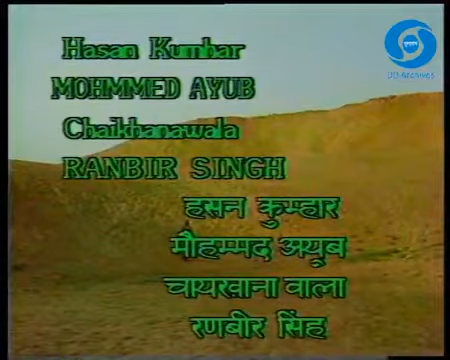 Hasan Kumhar
MOHMMED AYUB
Chaikhanawala
RANBIR SINGH
हसन कुम्हार
मौहम्मद अयूब
चायखाना वाला
रणबीर सिंह
DD Archives